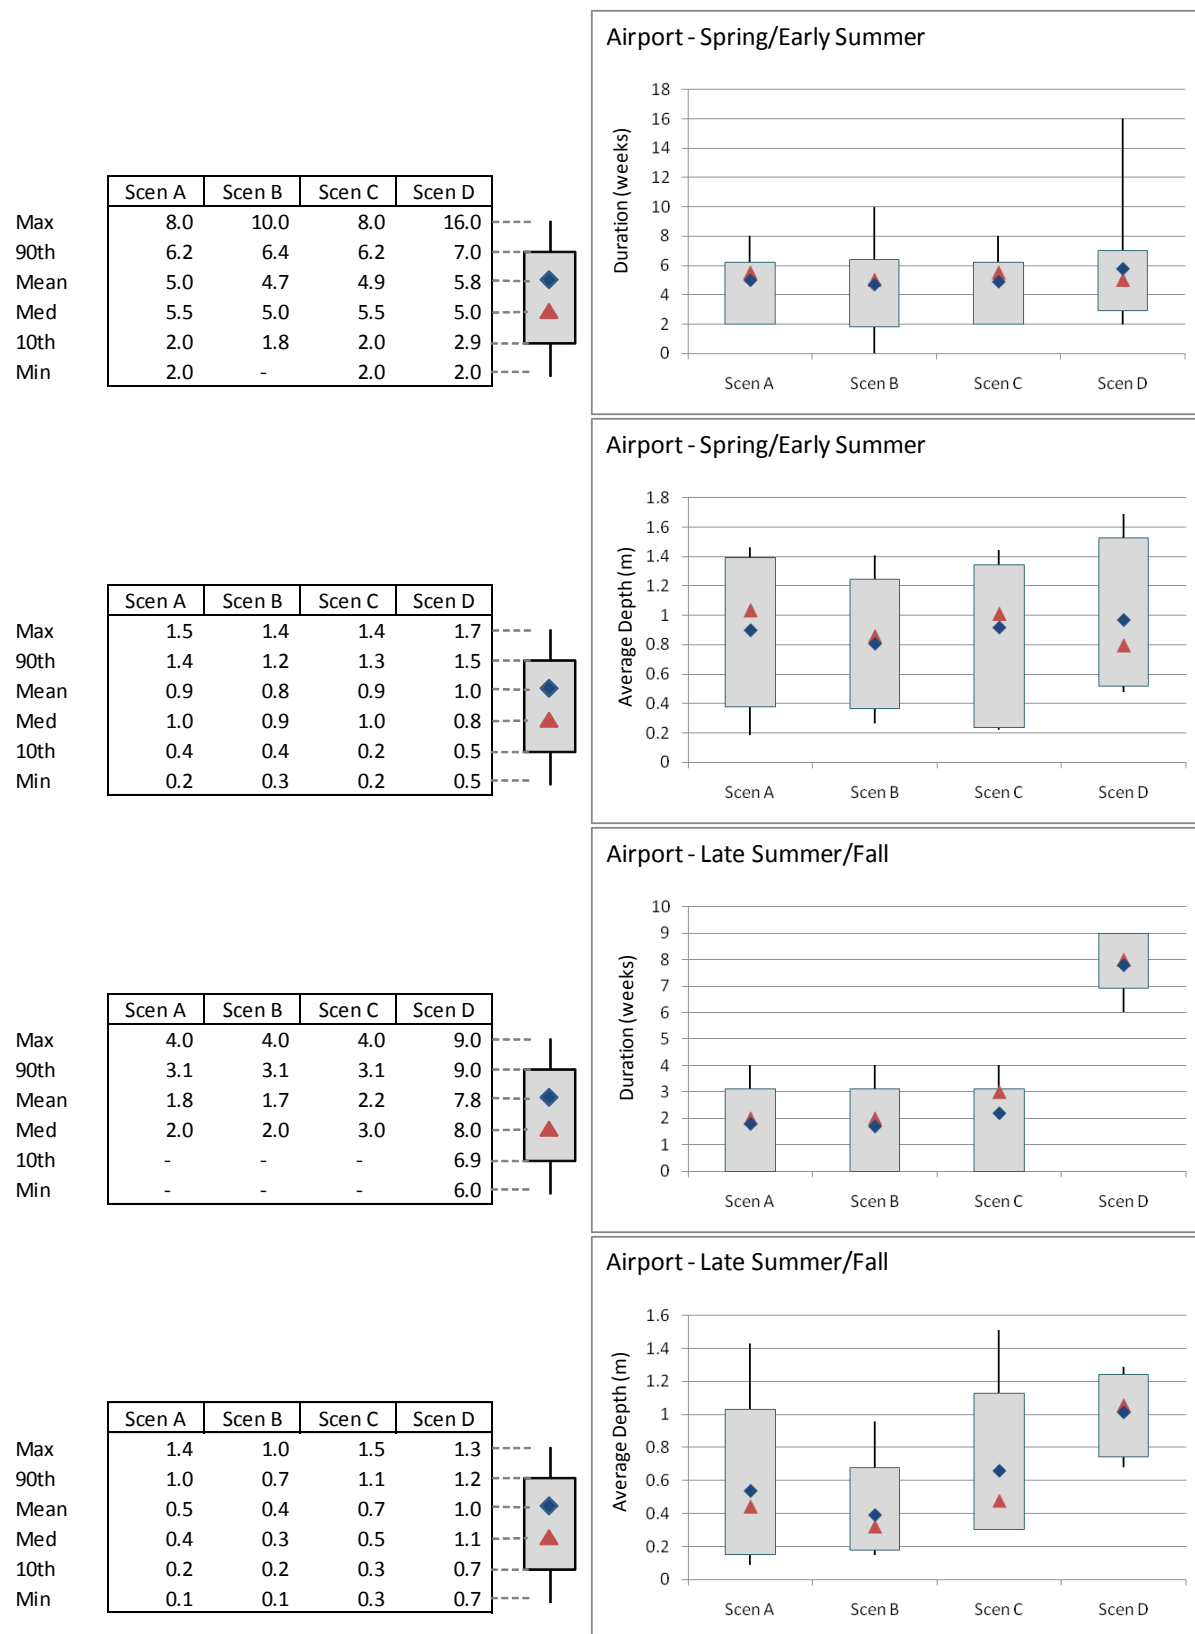 Airport - Spring/Early Summer
18
16
14
12
10
8
6
4
2
0
Duration (weeks)
Scen A Scen B Scen C Scen D
Scen A Scen B Scen C Scen D
Max 8.0 10.0 8.0 16.0
90th 6.2 6.4 6.2 7.0
Mean 5.0 4.7 4.9 5.8
Med 5.5 5.0 5.5 5.0
10th 2.0 1.8 2.0 2.9
Min 2.0 - 2.0 2.0
Airport - Spring/Early Summer
1.8
1.6
1.4
1.2
1
0.8
0.6
0.4
0.2
0
Average Depth (m)
Scen A Scen B Scen C Scen D
Scen A Scen B Scen C Scen D
Max 1.5 1.4 1.4 1.7
90th 1.4 1.2 1.3 1.5
Mean 0.9 0.8 0.9 1.0
Med 1.0 0.9 1.0 0.8
10th 0.4 0.4 0.2 0.5
Min 0.2 0.3 0.2 0.5
Airport - Late Summer/Fall
10
9
8
7
6
5
4
3
2
1
0
Duration (weeks)
Scen A Scen B Scen C Scen D
Scen A Scen B Scen C Scen D
Max 4.0 4.0 4.0 9.0
90th 3.1 3.1 3.1 9.0
Mean 1.8 1.7 2.2 7.8
Med 2.0 2.0 3.0 8.0
10th - - - 6.9
Min - - - 6.0
Airport - Late Summer/Fall
1.6
1.4
1.2
1
0.8
0.6
0.4
0.2
0
Average Depth (m)
Scen A Scen B Scen C Scen D
Scen A Scen B Scen C Scen D
Max 1.4 1.0 1.5 1.3
90th 1.0 0.7 1.1 1.2
Mean 0.5 0.4 0.7 1.0
Med 0.4 0.3 0.5 1.1
10th 0.2 0.2 0.3 0.7
Min 0.1 0.1 0.3 0.7